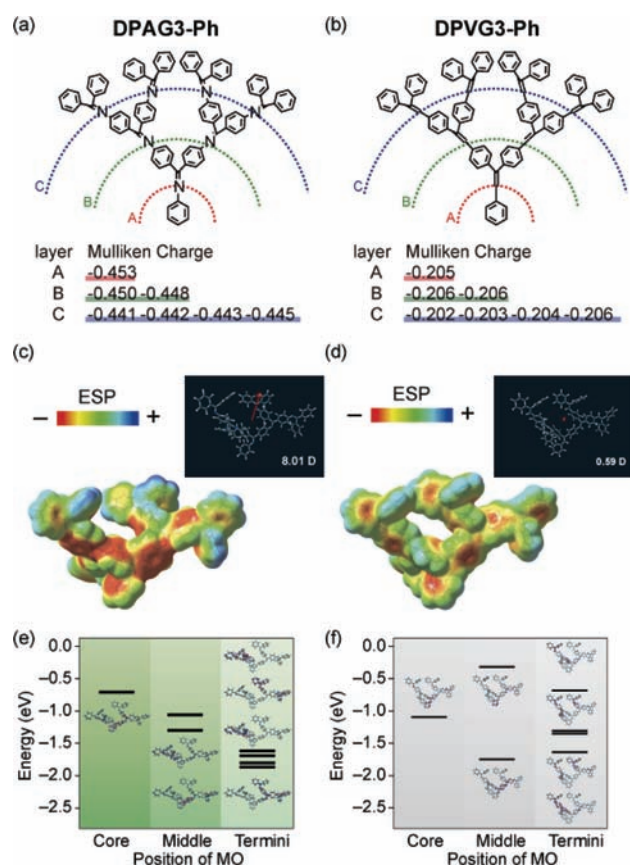 (a) DPAG3-Ph
N N
N N N N
N
C
B
A
layer Mulliken Charge
A -0.453
B -0.450 -0.448
C -0.441 -0.442 -0.443 -0.445
(b) DPVG3-Ph
C
B
A
layer Mulliken Charge
A -0.205
B -0.206 -0.206
C -0.202 -0.203 -0.204 -0.206
(c)
ESP
− +
8.01 D
(d)
ESP
− +
0.59 D
(e)
Energy (eV)
0.0
−0.5
−1.0
−1.5
−2.0
−2.5
Core Middle Termini
Position of MO
(f)
Energy (eV)
0.0
−0.5
−1.0
−1.5
−2.0
−2.5
Core Middle Termini
Position of MO